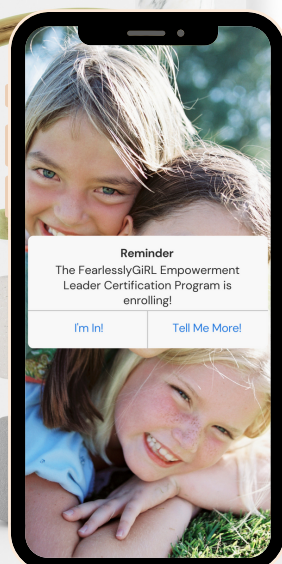 Reminder
The FearlesslyGiRL Empowerment
Leader Certification Program is
enrolling!
I'm In!
Tell Me More!